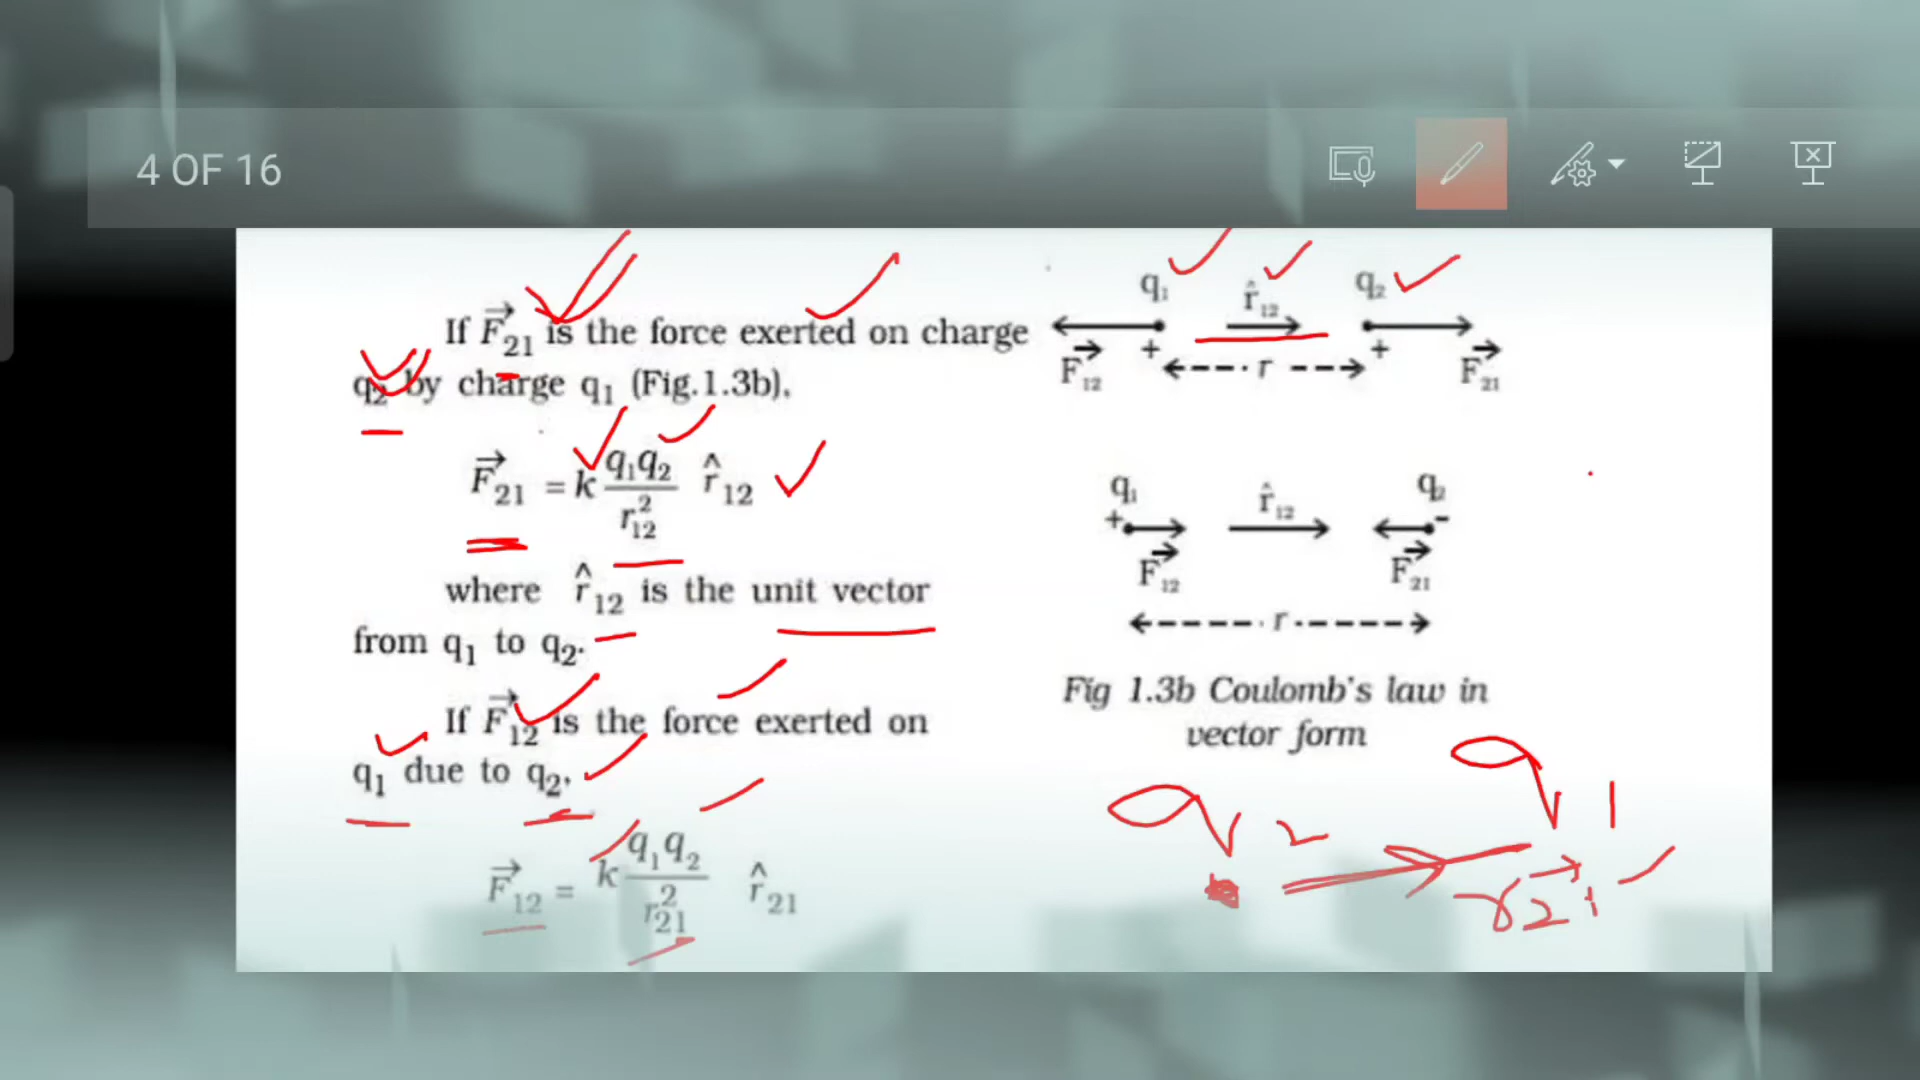 4 OF 16
If F⃗21 is the force exerted on charge
q2 by charge q1 (Fig.1.3b),
F⃗21 = k q1q2 / r12² r̂12
where r̂12 is the unit vector
from q1 to q2.
If F⃗12 is the force exerted on
q1 due to q2,
F⃗12 = k q1q2 / r21² r̂21
q1 r̂12 q2
+ +
F⃗12 r F⃗21
q1 r̂12 q2
+ -
F⃗12 F⃗21
r
Fig 1.3b Coulomb's law in
vector form
q2 q1
r⃗21